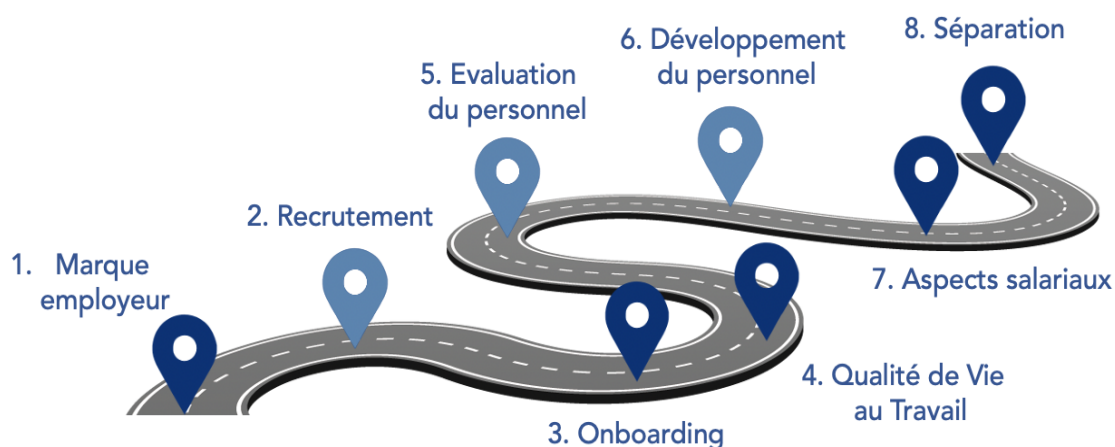 1. Marque
employeur
2. Recrutement
3. Onboarding
4. Qualité de Vie
au Travail
5. Evaluation
du personnel
6. Développement
du personnel
7. Aspects salariaux
8. Séparation